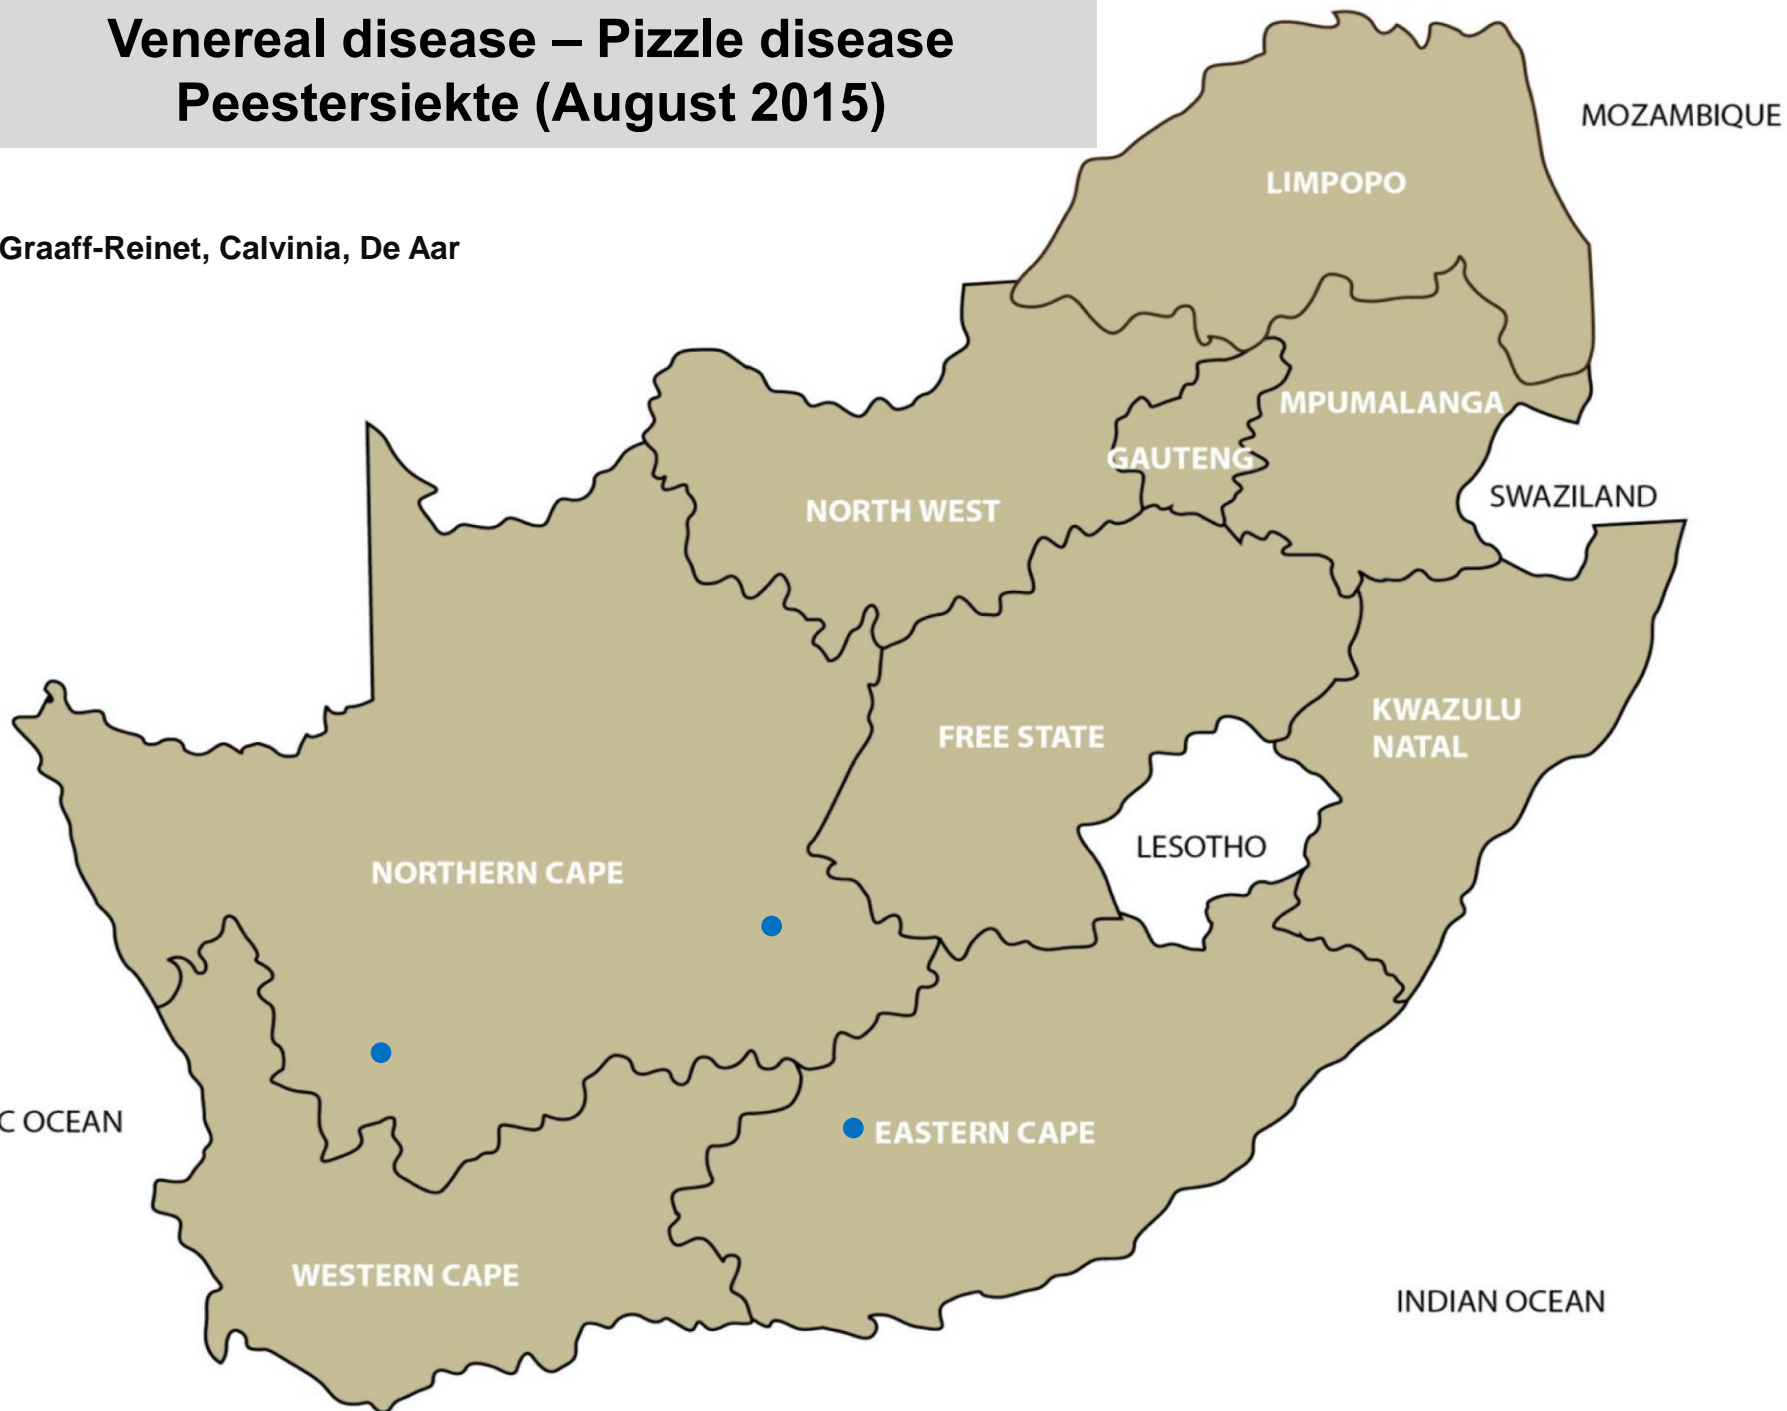 Venereal disease – Pizzle disease
Peestersiekte (August 2015)
MOZAMBIQUE
LIMPOPO
Graaff-Reinet, Calvinia, De Aar
MPUMALANGA
GAUTENG
SWAZILAND
NORTH WEST
KWAZULU
NATAL
FREE STATE
LESOTHO
NORTHERN CAPE
C OCEAN
EASTERN CAPE
WESTERN CAPE
INDIAN OCEAN